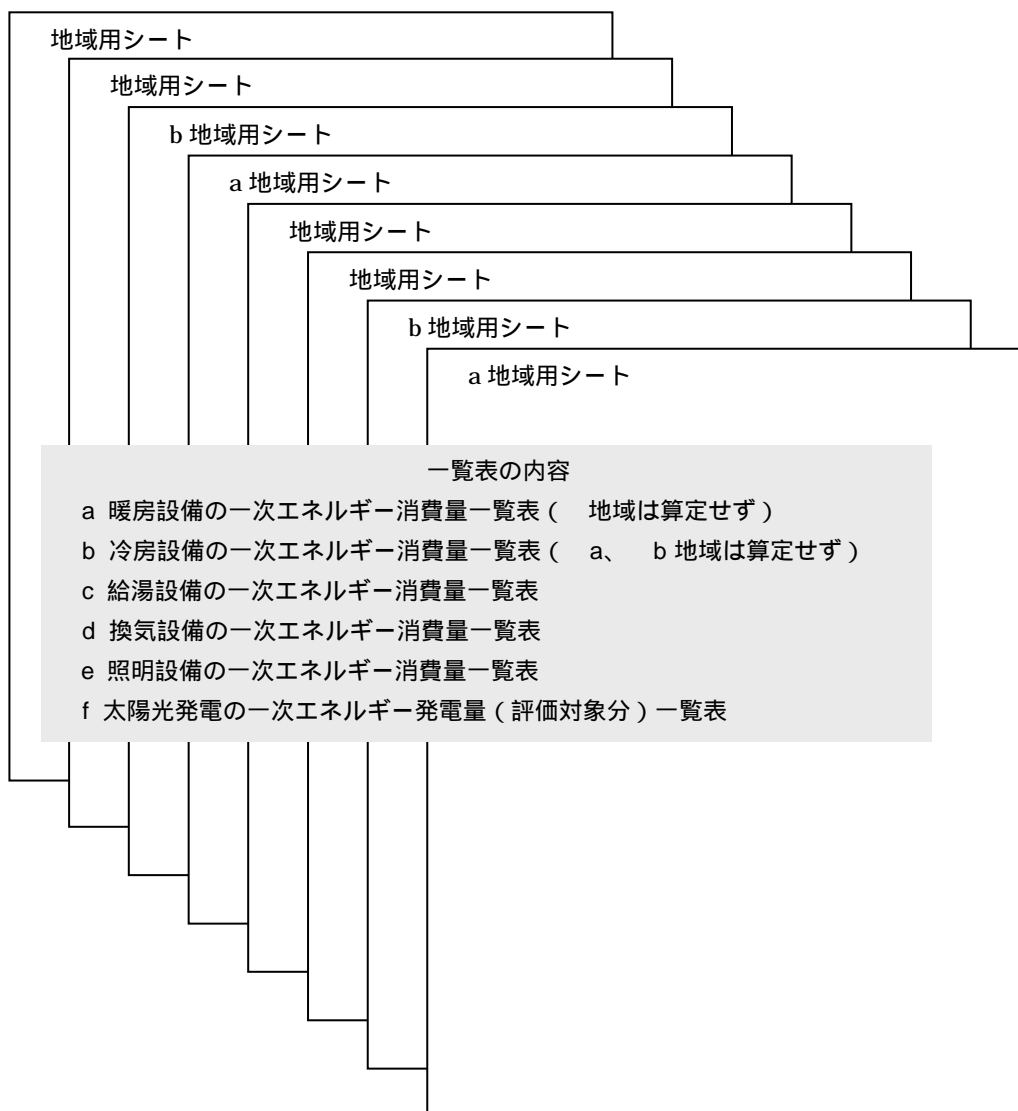 地域用シート
地域用シート
b 地域用シート
a 地域用シート
地域用シート
地域用シート
b 地域用シート
a 地域用シート
一覧表の内容
a 暖房設備の一次エネルギー消費量一覧表（　地域は算定せず）
b 冷房設備の一次エネルギー消費量一覧表（　a、　b 地域は算定せず）
c 給湯設備の一次エネルギー消費量一覧表
d 換気設備の一次エネルギー消費量一覧表
e 照明設備の一次エネルギー消費量一覧表
f 太陽光発電の一次エネルギー発電量（評価対象分）一覧表